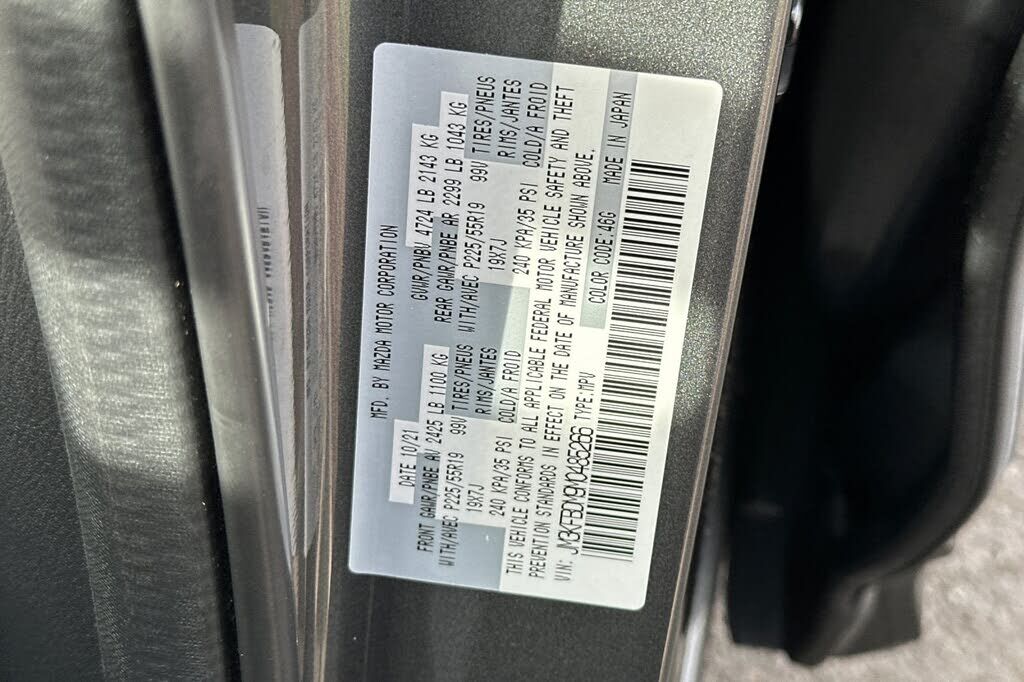 MFD. BY MAZDA MOTOR CORPORATION
DATE 10/21 GVWR/PNBV 4724 LB 2143 KG
FRONT GAWR/PNBE AV 2425 LB 1100 KG REAR GAWR/PNBE AR 2299 LB 1043 KG
WITH/AVEC P225/55R19 99V TIRES/PNEUS WITH/AVEC P225/55R19 99V TIRES/PNEUS
19X7J RIMS/JANTES 19X7J RIMS/JANTES
240 KPA/35 PSI COLD/A FROID 240 KPA/35 PSI COLD/A FROID
THIS VEHICLE CONFORMS TO ALL APPLICABLE FEDERAL MOTOR VEHICLE SAFETY AND THEFT
PREVENTION STANDARDS IN EFFECT ON THE DATE OF MANUFACTURE SHOWN ABOVE.
VIN: JM3KFBDM9N0485266 TYPE:MPV COLOR CODE:46G MADE IN JAPAN